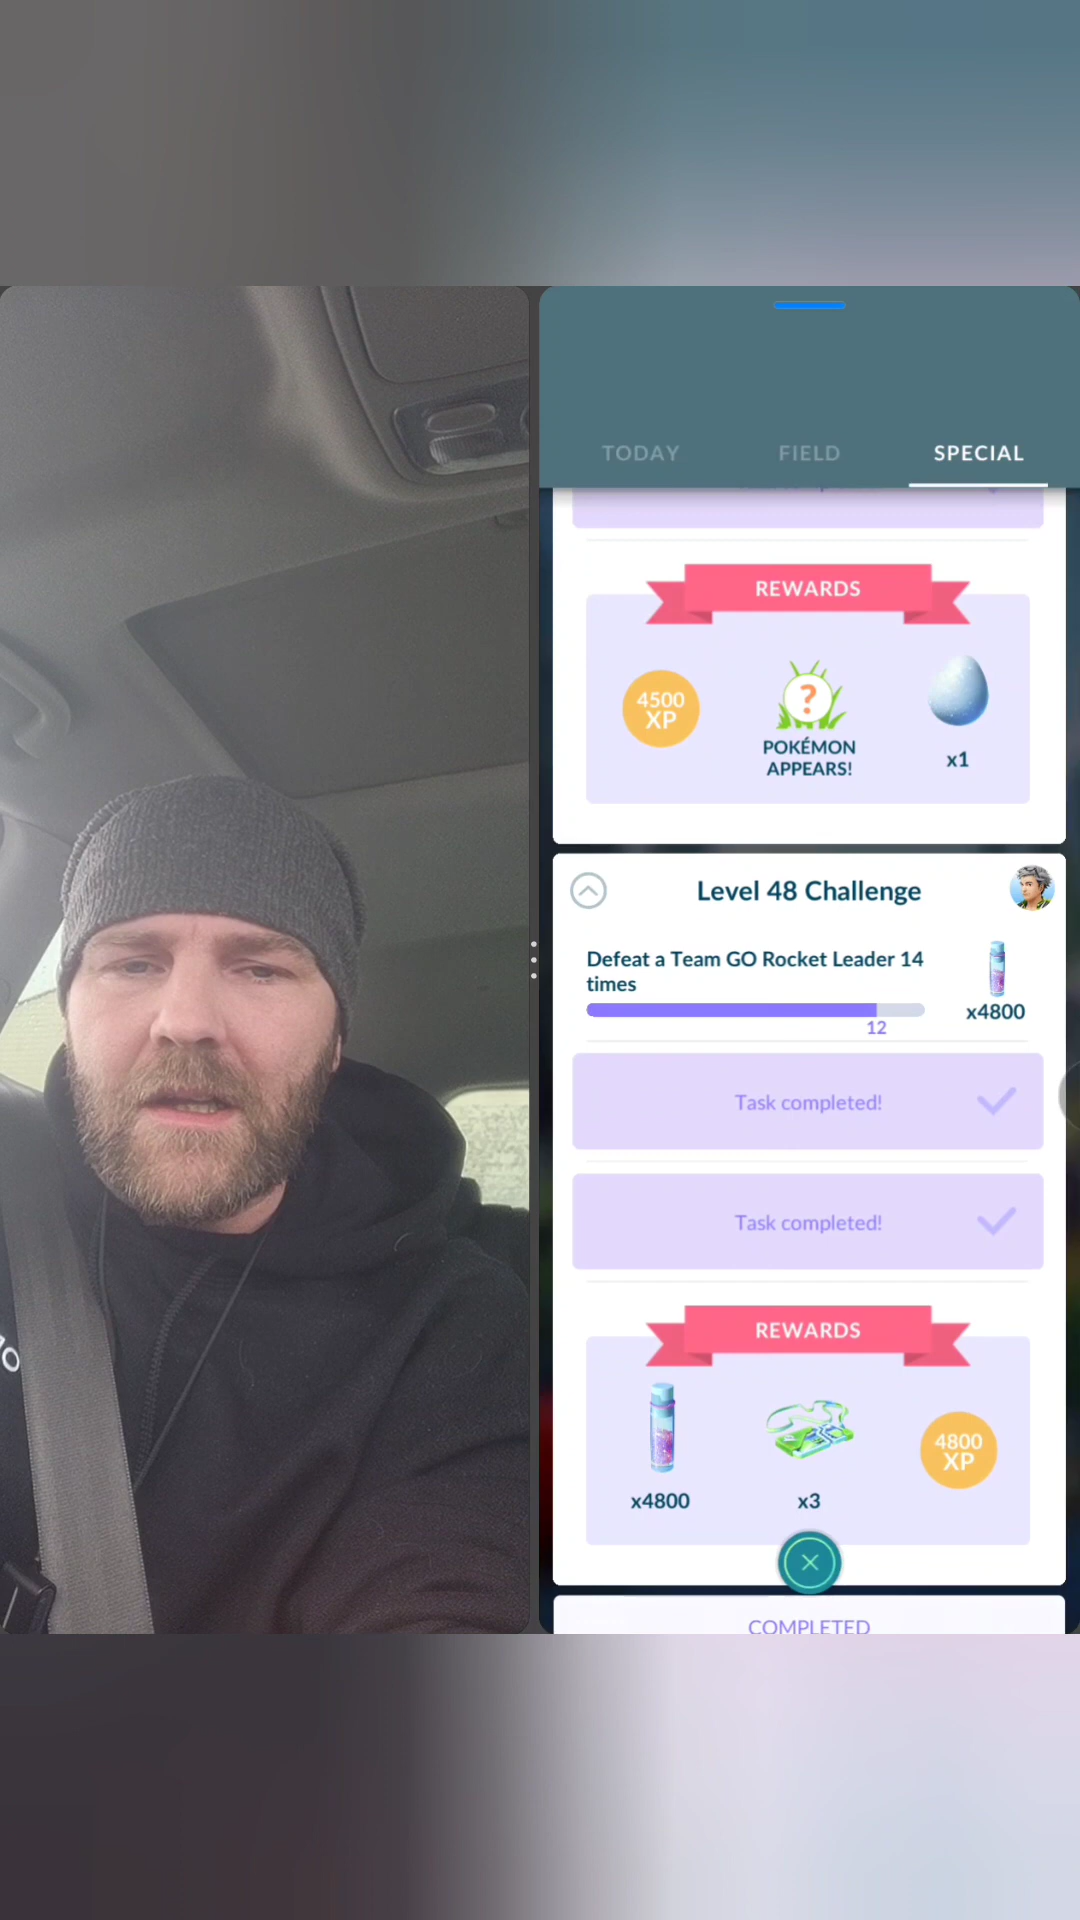 TODAY
FIELD
SPECIAL
REWARDS
4500
XP
?
POKÉMON
APPEARS!
x1
Level 48 Challenge
Defeat a Team GO Rocket Leader 14
times
12
x4800
Task completed!
Task completed!
REWARDS
x4800
x3
4800
XP
COMPLETED